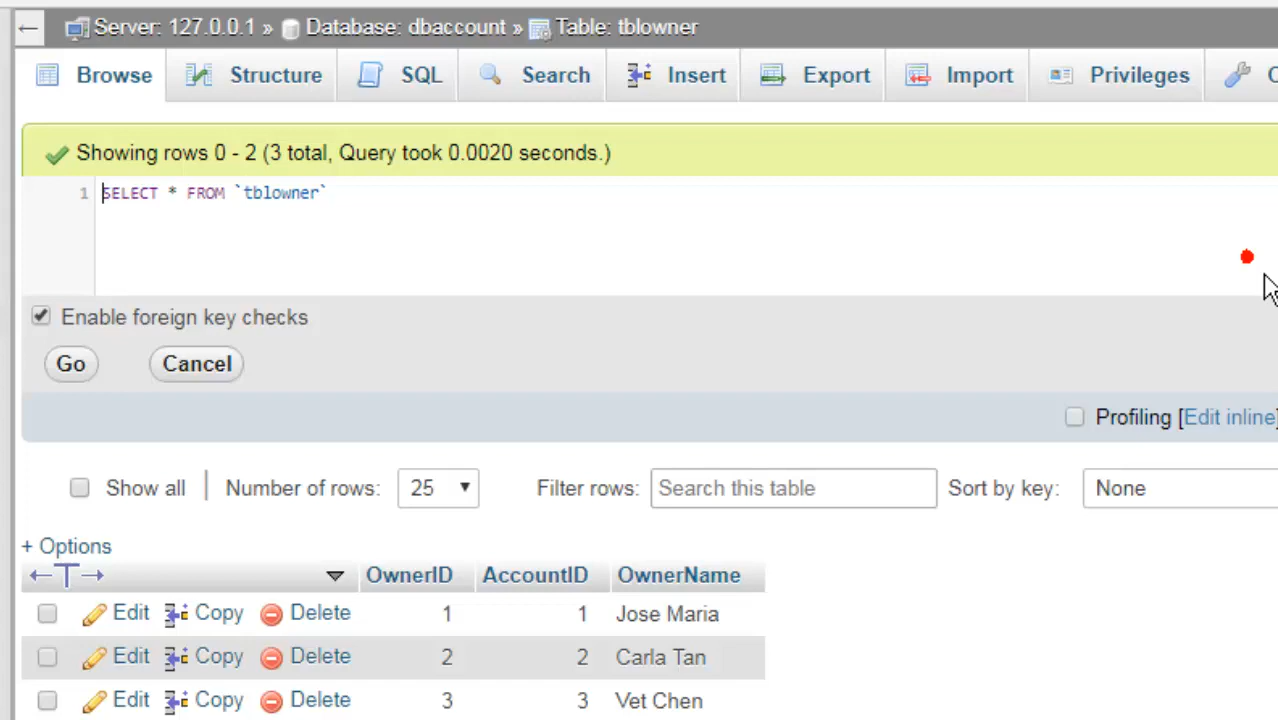 ← Server: 127.0.0.1 » Database: dbaccount » Table: tblowner
Browse Structure SQL Search Insert Export Import Privileges
Showing rows 0 - 2 (3 total, Query took 0.0020 seconds.)
1 SELECT * FROM `tblowner`
Enable foreign key checks
Go Cancel
Profiling [Edit inline]
Show all | Number of rows: 25 Filter rows: Search this table Sort by key: None
+ Options
←T→ OwnerID AccountID OwnerName
Edit Copy Delete 1 1 Jose Maria
Edit Copy Delete 2 2 Carla Tan
Edit Copy Delete 3 3 Vet Chen